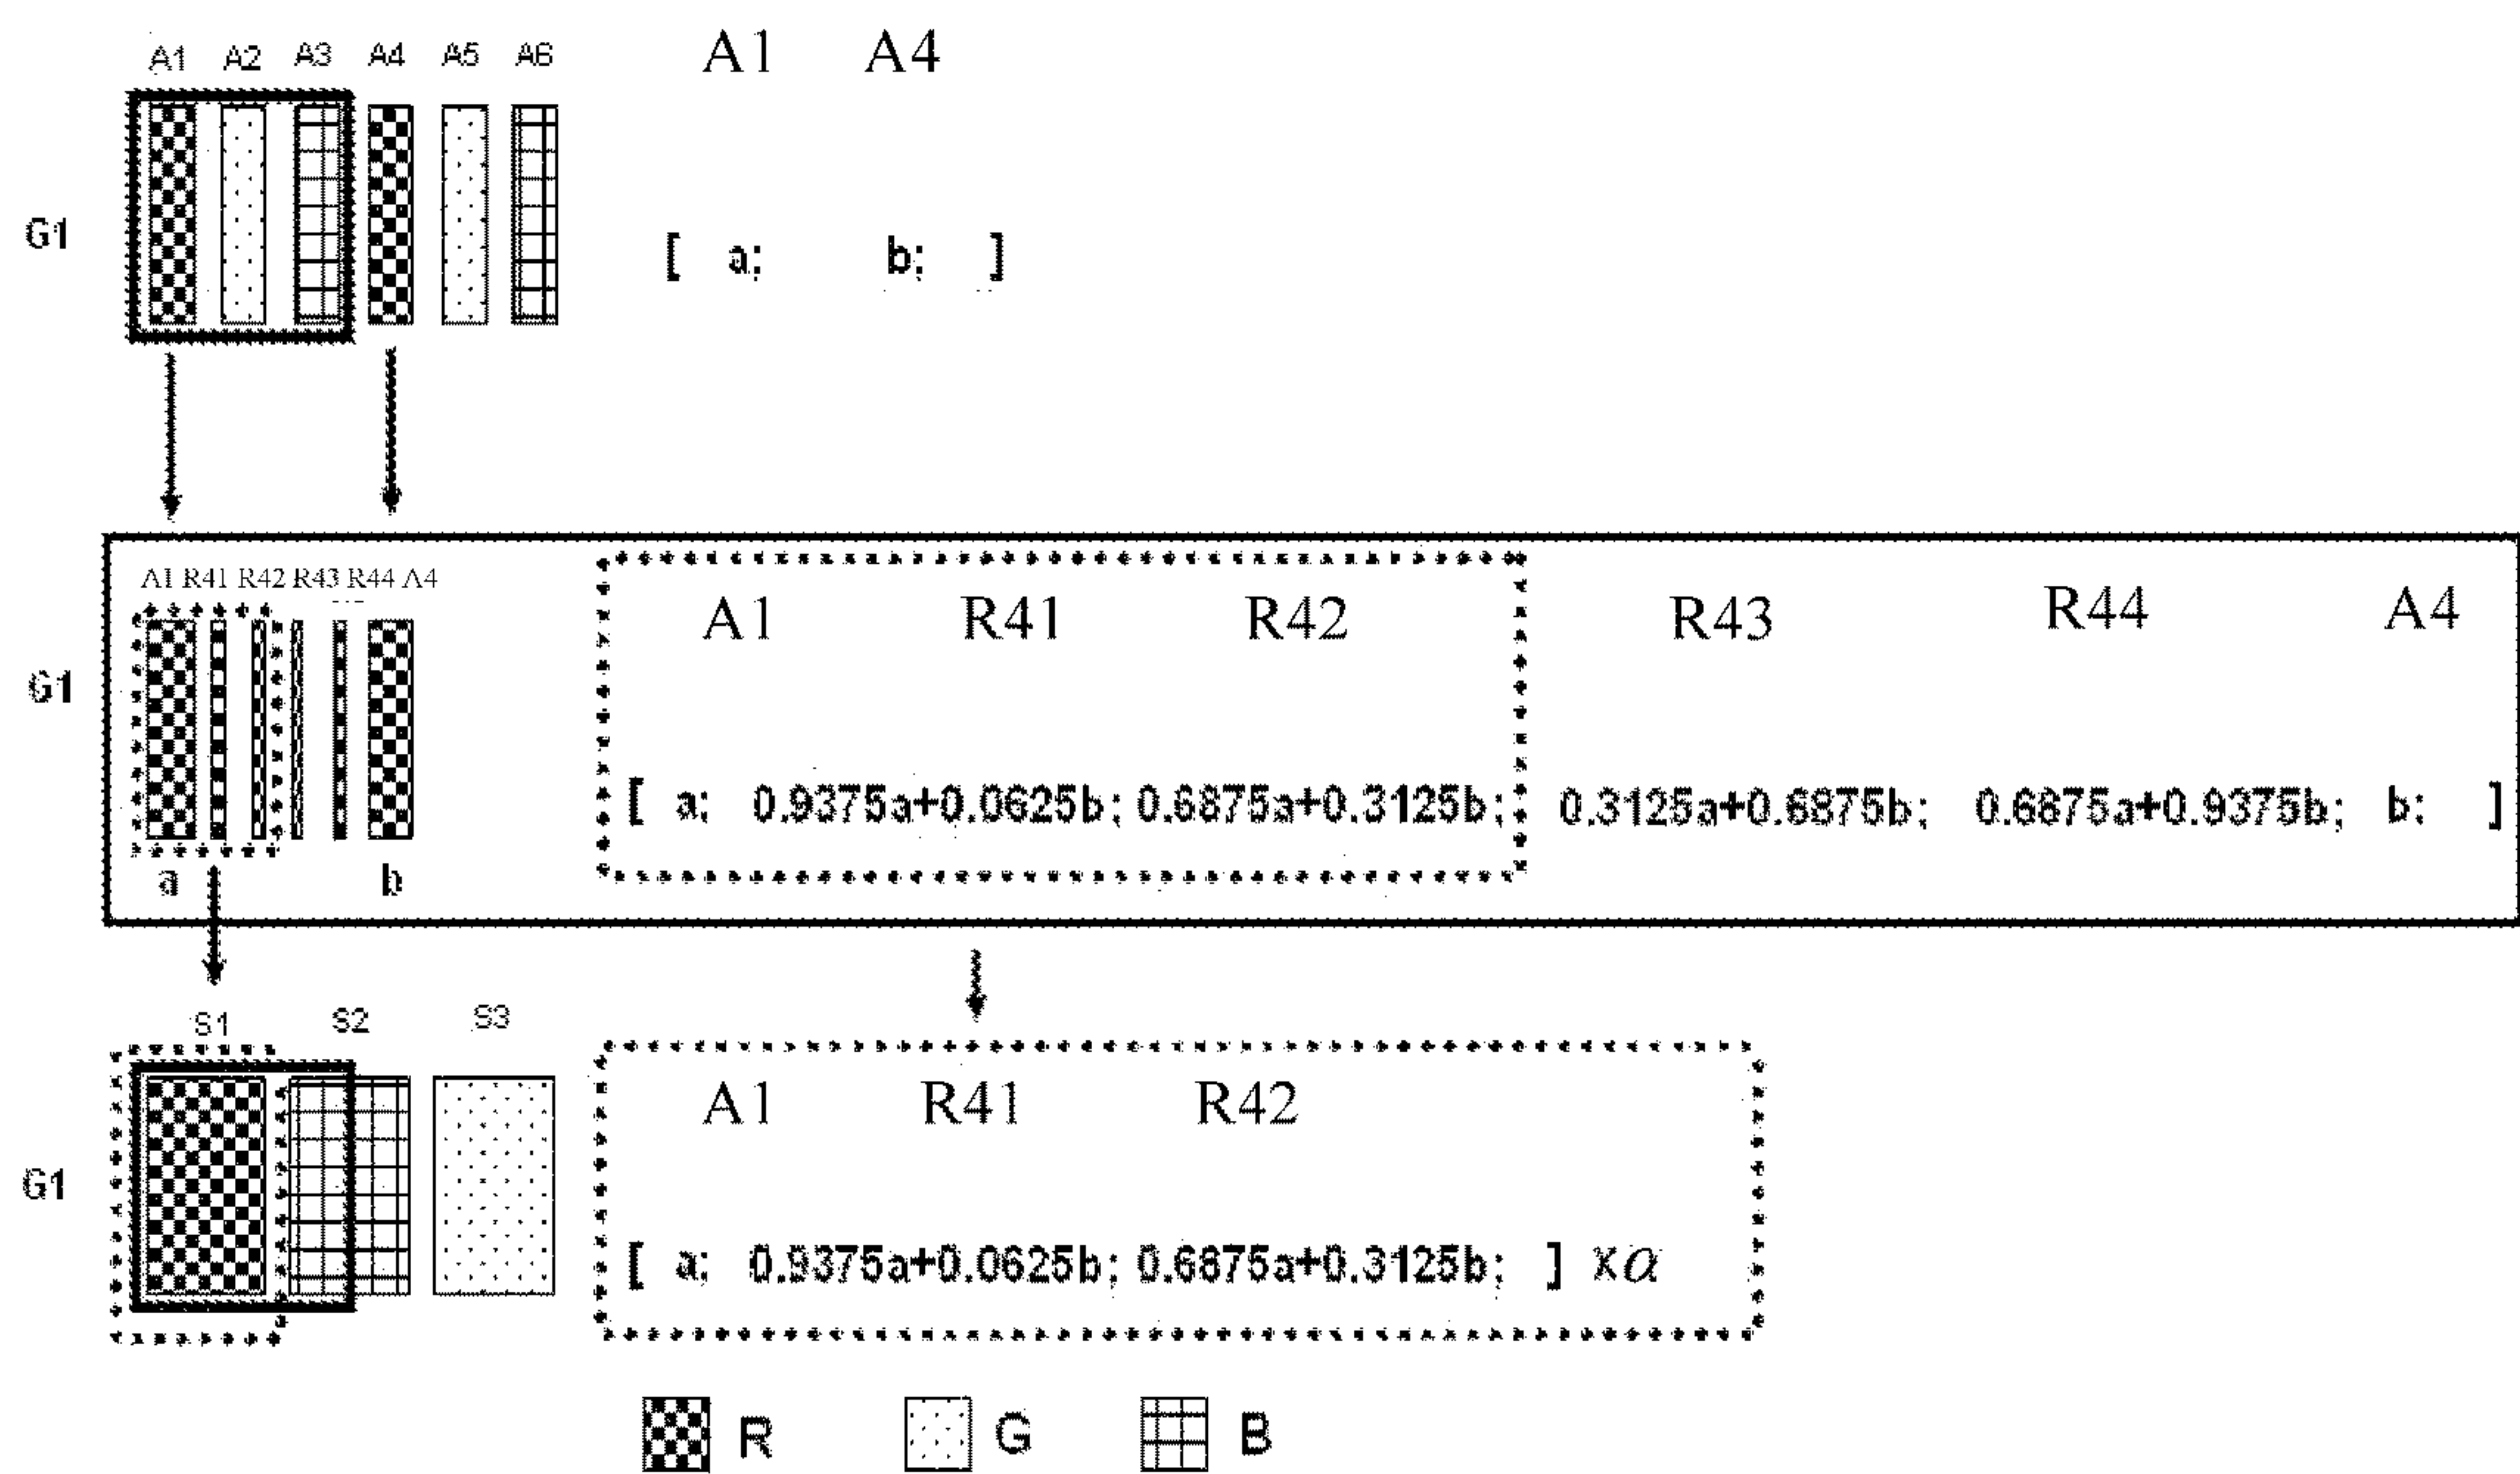 A1 A2 A3 A4 A5 A6 A1 A4
G1 [ a; b; ]
A1 R41 R42 R43 R44 A4
A1 R41 R42 R43 R44 A4
G1
[ a; 0.9375a+0.0625b; 0.6875a+0.3125b; 0.3125a+0.6875b; 0.6875a+0.9375b; b; ]
a b
S1 S2 S3
A1 R41 R42
G1
[ a; 0.9375a+0.0625b; 0.6875a+0.3125b; ] ×α
R G B